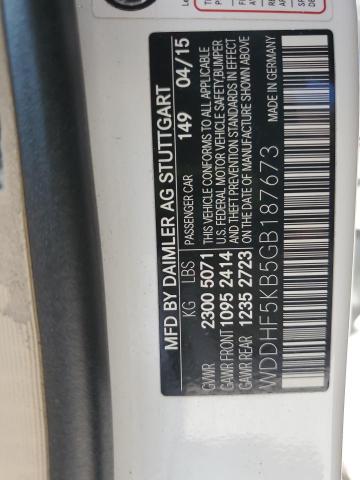 MFD BY DAIMLER AG STUTTGART
KG LBS PASSENGER CAR 149 04/15
GVWR 2300 5071 THIS VEHICLE CONFORMS TO ALL APPLICABLE
U.S. FEDERAL MOTOR VEHICLE SAFETY,BUMPER
GAWR FRONT 1095 2414 AND THEFT PREVENTION STANDARDS IN EFFECT
GAWR REAR 1235 2723 ON THE DATE OF MANUFACTURE SHOWN ABOVE
MADE IN GERMANY
WDDHF5KB5GB187673